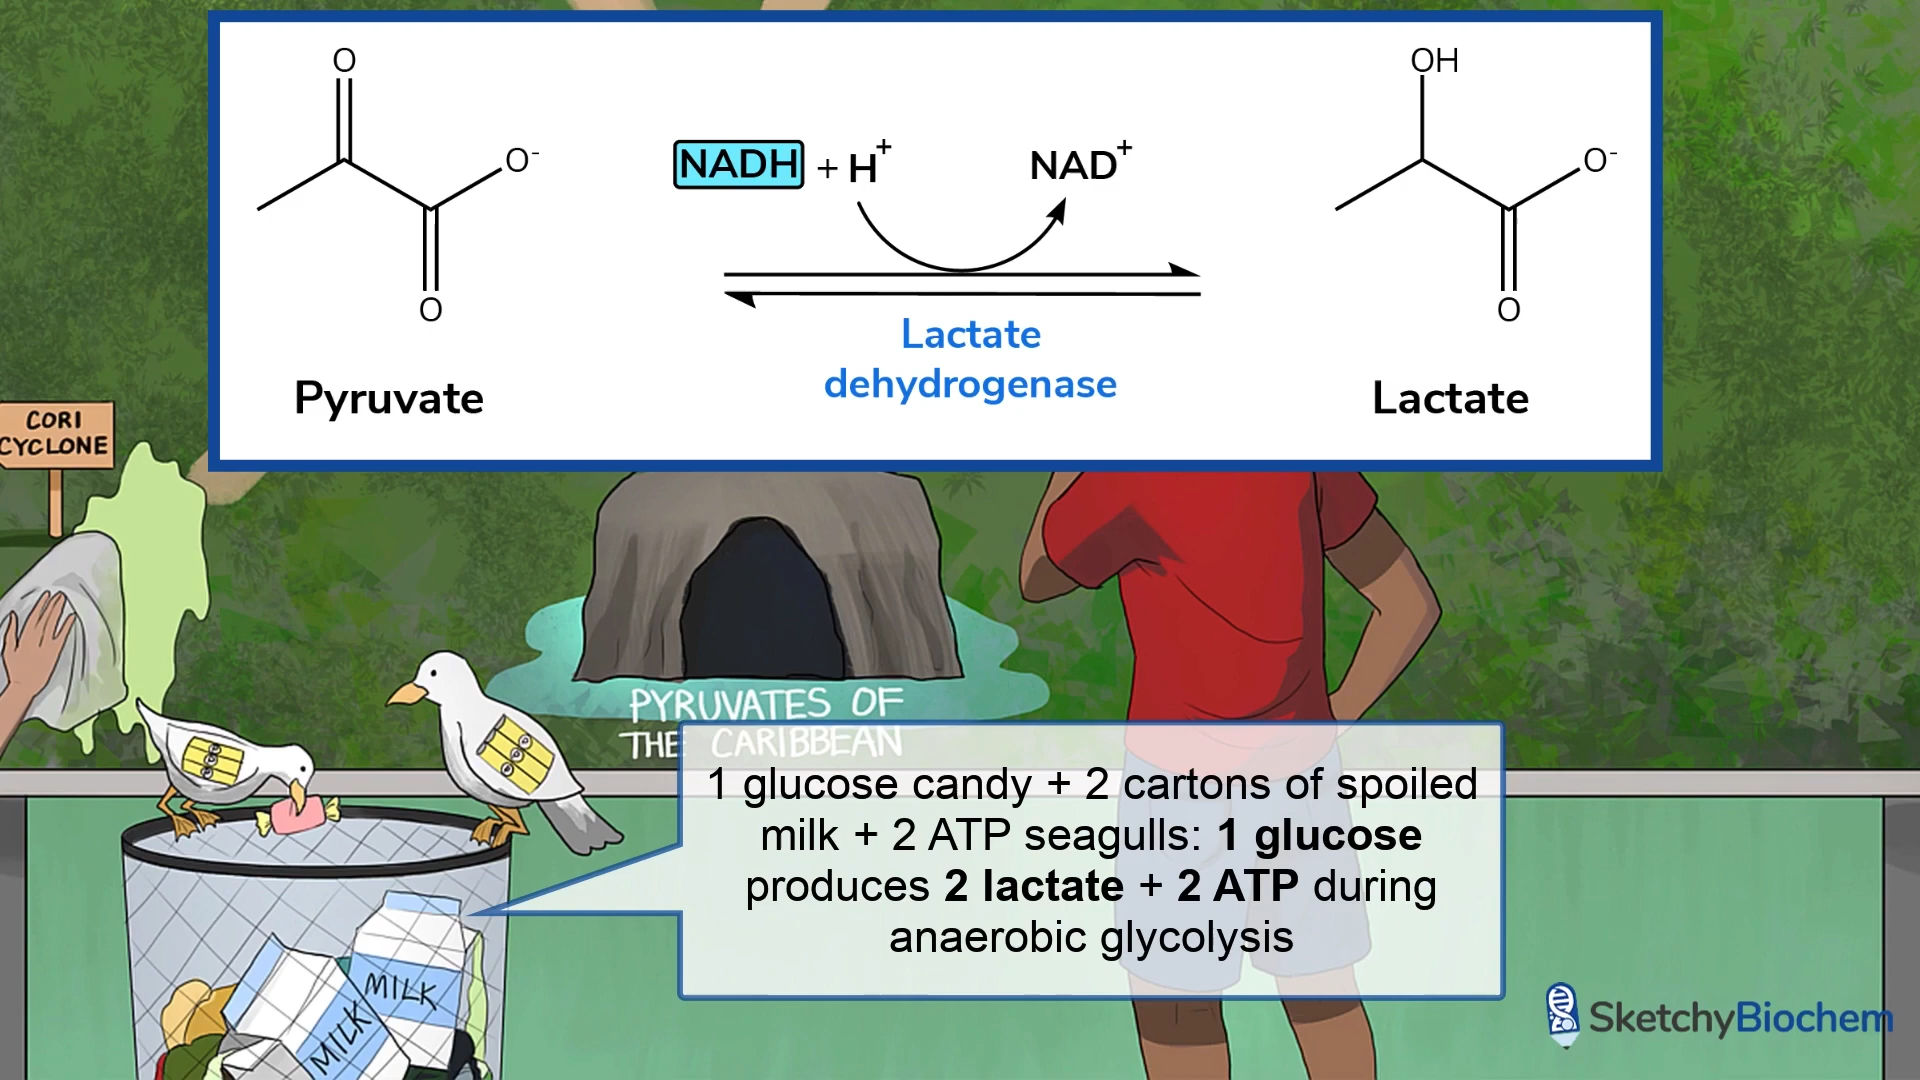 O
OH
O-
NADH + H+
NAD+
O-
O
O
Lactate
dehydrogenase
Pyruvate
Lactate
CORI
CYCLONE
PYRUVATES OF
THE CARIBBEAN
1 glucose candy + 2 cartons of spoiled
milk + 2 ATP seagulls: 1 glucose
produces 2 lactate + 2 ATP during
anaerobic glycolysis
MILK
MILK
SketchyBiochem